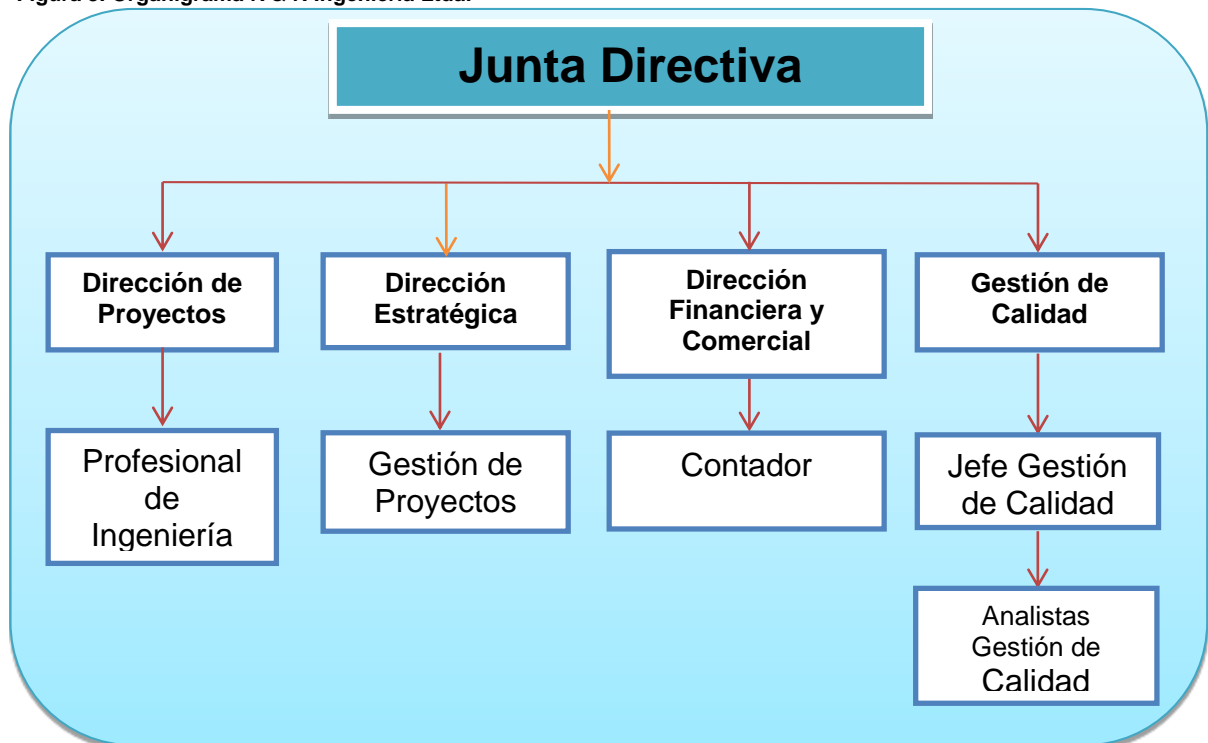 Junta Directiva
Dirección de
Proyectos
Dirección
Estratégica
Dirección
Financiera y
Comercial
Gestión de
Calidad
Profesional
de
Ingeniería
Gestión de
Proyectos
Contador
Jefe Gestión
de Calidad
Analistas
Gestión de
Calidad